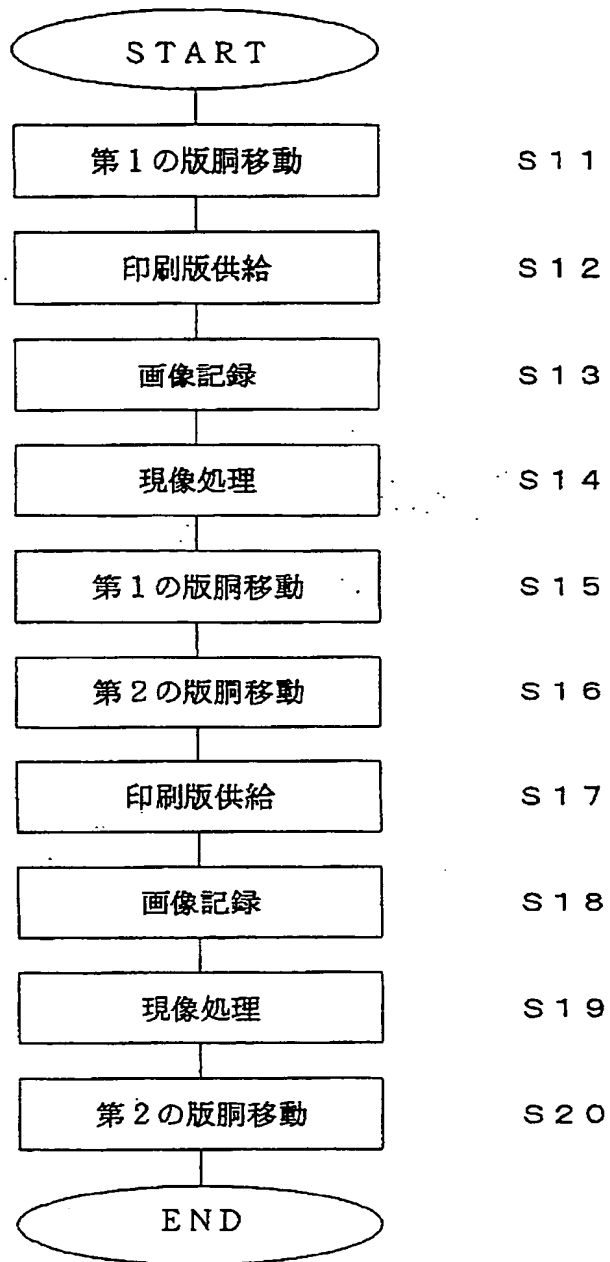 START
第1の版胴移動 S11
印刷版供給 S12
画像記録 S13
現像処理 S14
第1の版胴移動 S15
第2の版胴移動 S16
印刷版供給 S17
画像記録 S18
現像処理 S19
第2の版胴移動 S20
END